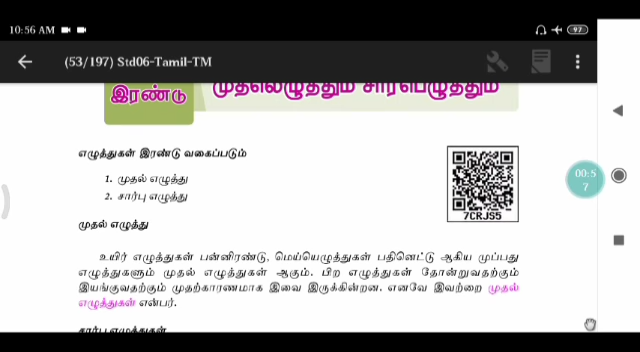 10:56 AM
97
(53/197) Std06-Tamil-TM
இரண்டு
முதலெழுத்தும் சார்பெழுத்தும்
எழுத்துகள் இரண்டு வகைப்படும்
1. முதல் எழுத்து
2. சார்பு எழுத்து
7CRJS5
00:57
முதல் எழுத்து
உயிர் எழுத்துகள் பன்னிரண்டு, மெய்யெழுத்துகள் பதினெட்டு ஆகிய முப்பது
எழுத்துகளும் முதல் எழுத்துகள் ஆகும். பிற எழுத்துகள் தோன்றுவதற்கும்
இயங்குவதற்கும் முதற்காரணமாக இவை இருக்கின்றன. எனவே இவற்றை முதல்
எழுத்துகள் என்பர்.
சார்பு எழுத்துகள்